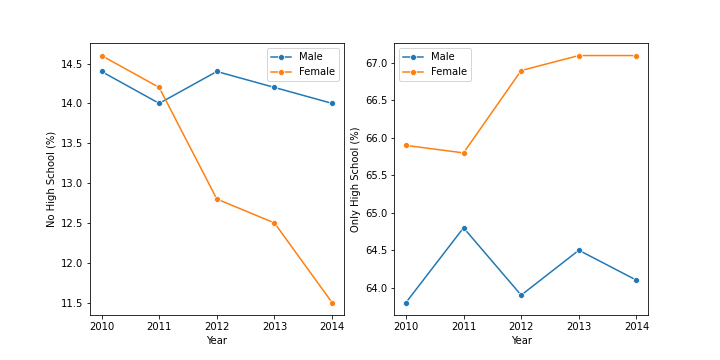 No High School (%)
14.5
14.0
13.5
13.0
12.5
12.0
11.5
2010 2011 2012 2013 2014
Year
Male
Female
Only High School (%)
67.0
66.5
66.0
65.5
65.0
64.5
64.0
2010 2011 2012 2013 2014
Year
Male
Female